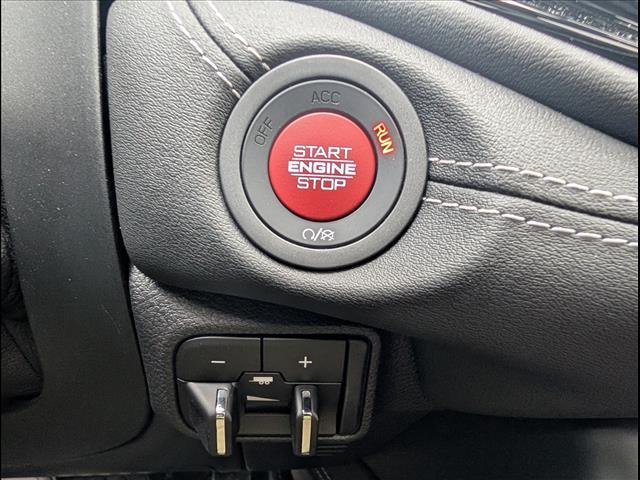 ACC
OFF
RUN
START
ENGINE
STOP
- +